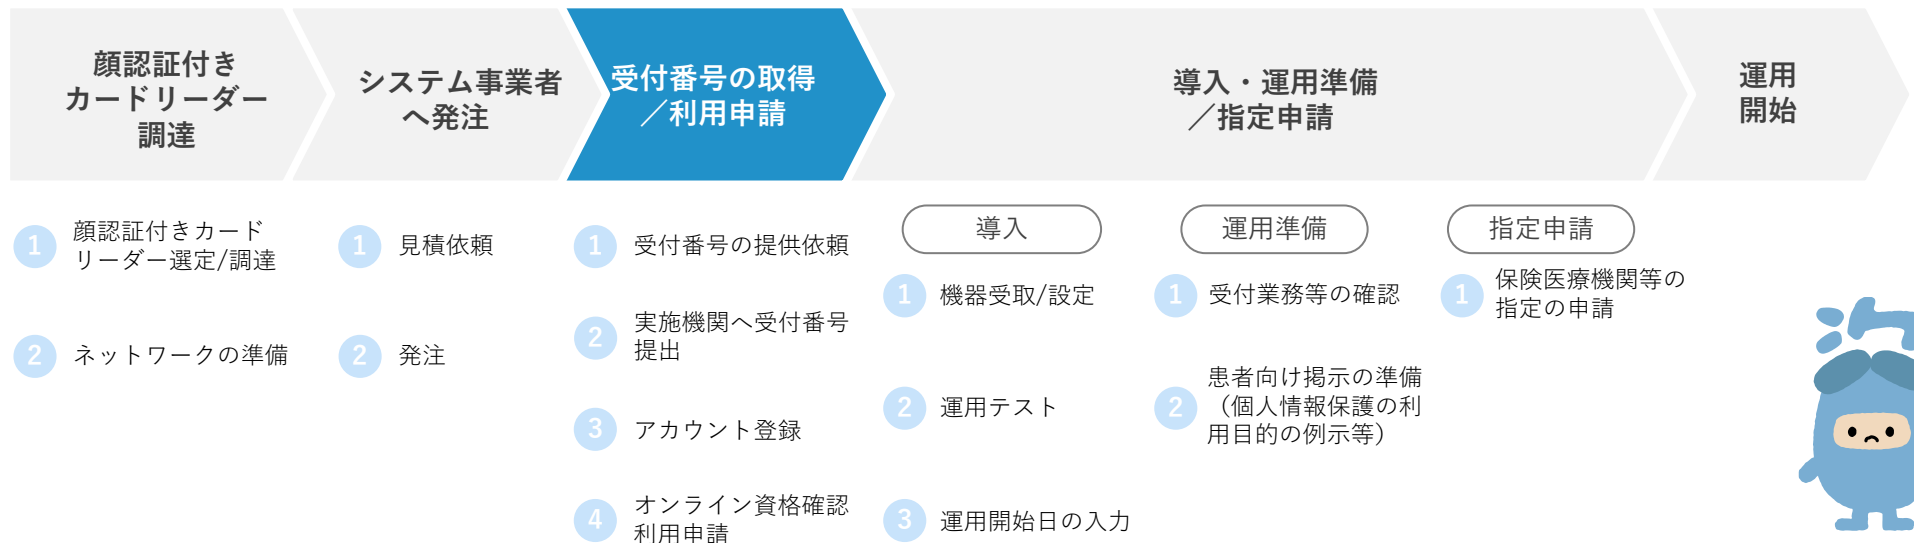 顔認証付き
カードリーダー
調達
システム事業者
へ発注
受付番号の取得
／利用申請
導入・運用準備
／指定申請
運用
開始
1 顔認証付きカード
リーダー選定/調達
2 ネットワークの準備
1 見積依頼
2 発注
1 受付番号の提供依頼
2 実施機関へ受付番号
提出
3 アカウント登録
4 オンライン資格確認
利用申請
導入
1 機器受取/設定
2 運用テスト
3 運用開始日の入力
運用準備
1 受付業務等の確認
2 患者向け掲示の準備
（個人情報保護の利
用目的の例示等）
指定申請
1 保険医療機関等の
指定の申請